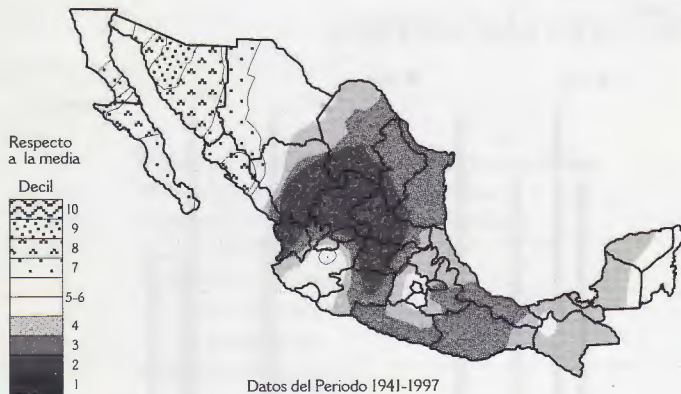 Respecto
a la media
Decil
10
9
8
7
5-6
4
3
2
1
Datos del Periodo 1941-1997